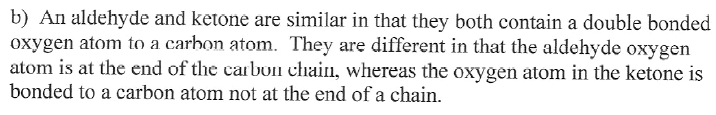 b) An aldehyde and ketone are similar in that they both contain a double bonded
oxygen atom to a carbon atom. They are different in that the aldehyde oxygen
atom is at the end of the carbon chain, whereas the oxygen atom in the ketone is
bonded to a carbon atom not at the end of a chain.